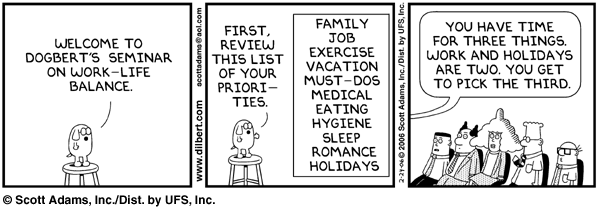 WELCOME TO
DOGBERT'S SEMINAR
ON WORK-LIFE
BALANCE.
www.dilbert.com
scottadams@aol.com
FIRST,
REVIEW
THIS LIST
OF YOUR
PRIORI-
TIES.
FAMILY
JOB
EXERCISE
VACATION
MUST-DOS
MEDICAL
EATING
HYGIENE
SLEEP
ROMANCE
HOLIDAYS
2-21-06 © 2006 Scott Adams, Inc./Dist. by UFS, Inc.
YOU HAVE TIME
FOR THREE THINGS.
WORK AND HOLIDAYS
ARE TWO. YOU GET
TO PICK THE THIRD.
© Scott Adams, Inc./Dist. by UFS, Inc.